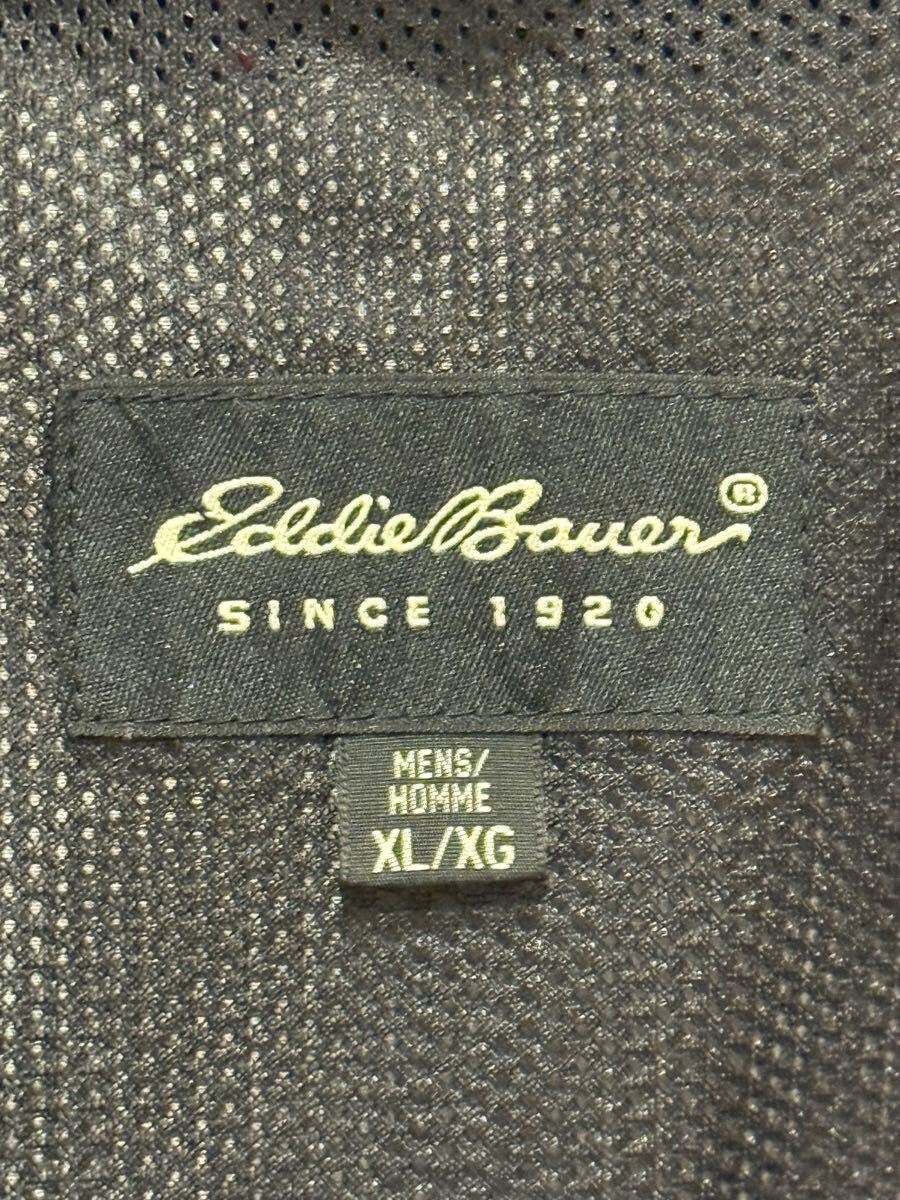 Eddie Bauer®
SINCE 1920
MENS/
HOMME
XL/XG